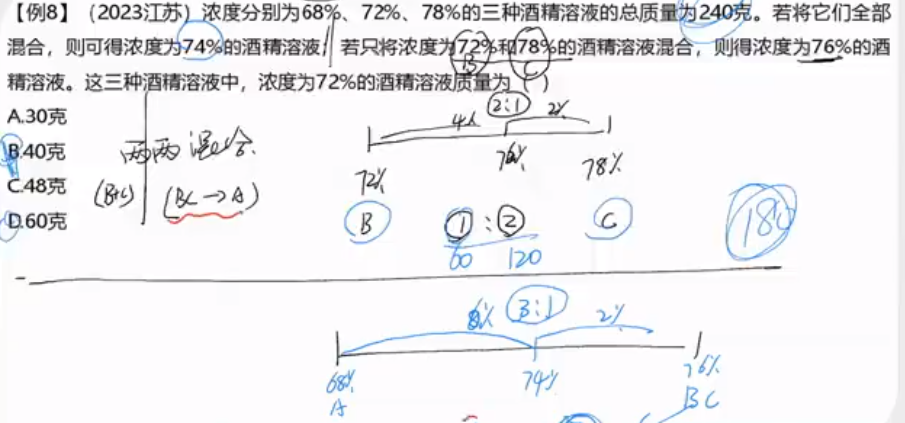 【例8】（2023江苏）浓度分别为68%、72%、78%的三种酒精溶液的总质量为240克。若将它们全部
混合，则可得浓度为74%的酒精溶液；若只将浓度为72%和78%的酒精溶液混合，则得浓度为76%的酒
精溶液。这三种酒精溶液中，浓度为72%的酒精溶液质量为（ ）
B C
A.30克
B.40克
C.48克
D.60克
两两混合
(B+C) (BC→A)
2:1
4% 2%
72% 76% 78%
B 1:2 C
60 120
180
3:1
6% 2%
68% 74% 76%
A BC